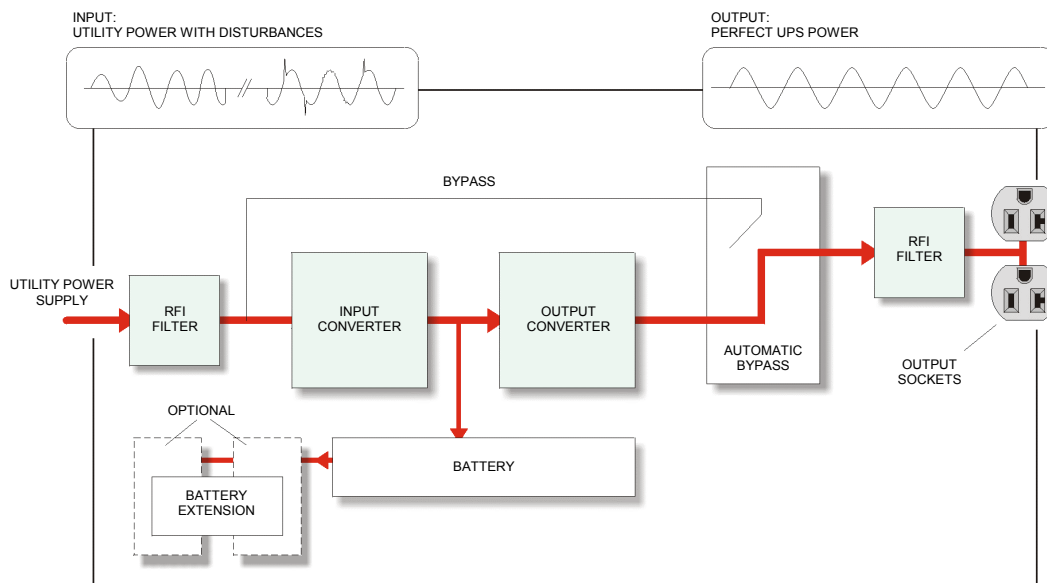 INPUT:
UTILITY POWER WITH DISTURBANCES
OUTPUT:
PERFECT UPS POWER
BYPASS
UTILITY POWER
SUPPLY
RFI
FILTER
INPUT
CONVERTER
OUTPUT
CONVERTER
AUTOMATIC
BYPASS
RFI
FILTER
OUTPUT
SOCKETS
OPTIONAL
BATTERY
EXTENSION
BATTERY